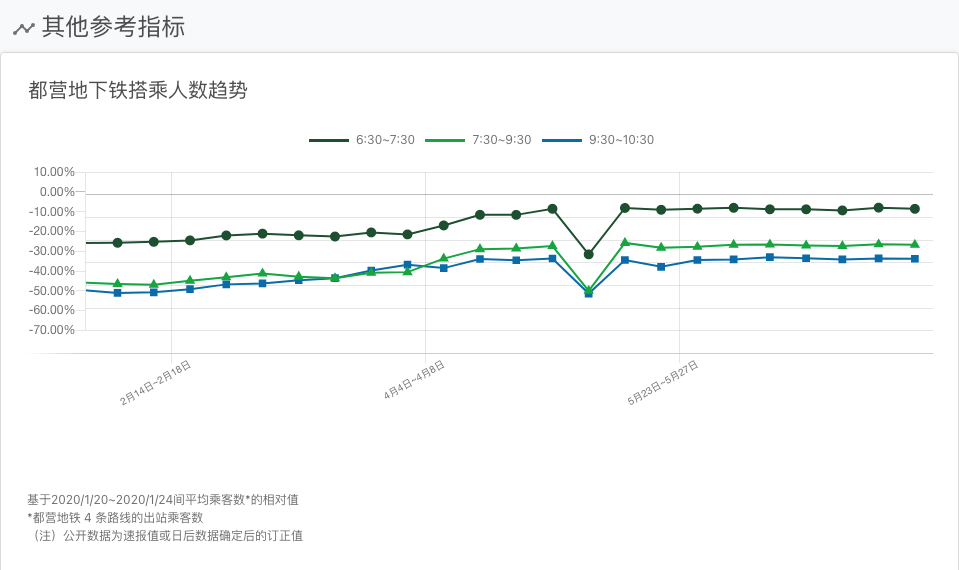 其他参考指标
都营地下铁搭乘人数趋势
6:30~7:30 7:30~9:30 9:30~10:30
10.00%
0.00%
-10.00%
-20.00%
-30.00%
-40.00%
-50.00%
-60.00%
-70.00%
2月14日~2月18日 4月4日~4月8日 5月23日~5月27日
基于2020/1/20~2020/1/24间平均乘客数*的相对值
*都营地铁 4 条路线的出站乘客数
（注）公开数据为速报值或日后数据确定后的订正值